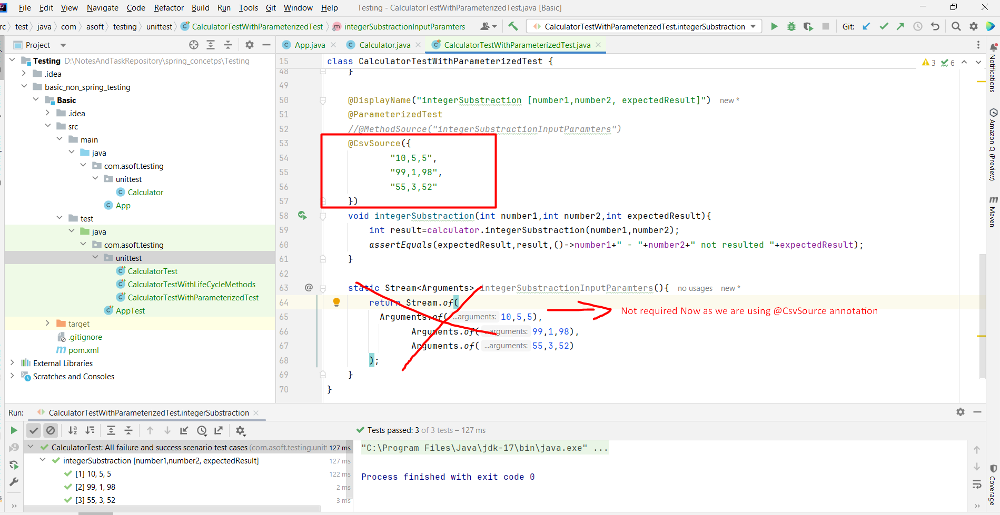 File Edit View Navigate Code Refactor Build Run Tools Git Window Help Testing - CalculatorTestWithParameterizedTest.java [Basic]
rc test java com asoft testing unittest CalculatorTestWithParameterizedTest integerSubstractionInputParamters CalculatorTestWithParameterizedTest.integerSubstraction Git:
Project
App.java Calculator.java CalculatorTestWithParameterizedTest.java
Testing D:\NotesAndTaskRepository\spring_concetps\Testing
.idea
basic_non_spring_testing
Basic
.idea
src
main
java
com.asoft.testing
unittest
Calculator
App
test
java
com.asoft.testing
unittest
CalculatorTest
CalculatorTestWithLifeCycleMethods
CalculatorTestWithParameterizedTest
AppTest
target
.gitignore
pom.xml
External Libraries
Scratches and Consoles
15 class CalculatorTestWithParameterizedTest {
3 6
48 }
49
50 @DisplayName("integerSubstraction [number1,number2, expectedResult]") new *
51 @ParameterizedTest
52 //@MethodSource("integerSubstractionInputParamters")
53 @CsvSource({
54 "10,5,5",
55 "99,1,98",
56 "55,3,52"
57 })
58 void integerSubstraction(int number1,int number2,int expectedResult){
59 int result=calculator.integerSubstraction(number1,number2);
60 assertEquals(expectedResult,result,()->number1+" - "+number2+" not resulted "+expectedResult);
61 }
62
63 @ static Stream<Arguments> integerSubstractionInputParamters(){ no usages new *
64 return Stream.of(
65 Arguments.of( ...arguments: 10,5,5),
66 Arguments.of( ...arguments: 99,1,98),
67 Arguments.of( ...arguments: 55,3,52)
68 );
69 }
70 }
Not required Now as we are using @CsvSource annotation
Notifications
Amazon Q (Preview)
Maven
Coverage
Run: CalculatorTestWithParameterizedTest.integerSubstraction
Tests passed: 3 of 3 tests – 127 ms
CalculatorTest: All failure and success scenario test cases (com.asoft.testing.unit 127 ms
integerSubstraction [number1,number2, expectedResult] 127 ms
[1] 10, 5, 5 122 ms
[2] 99, 1, 98 2 ms
[3] 55, 3, 52 3 ms
"C:\Program Files\Java\jdk-17\bin\java.exe" ...
Process finished with exit code 0